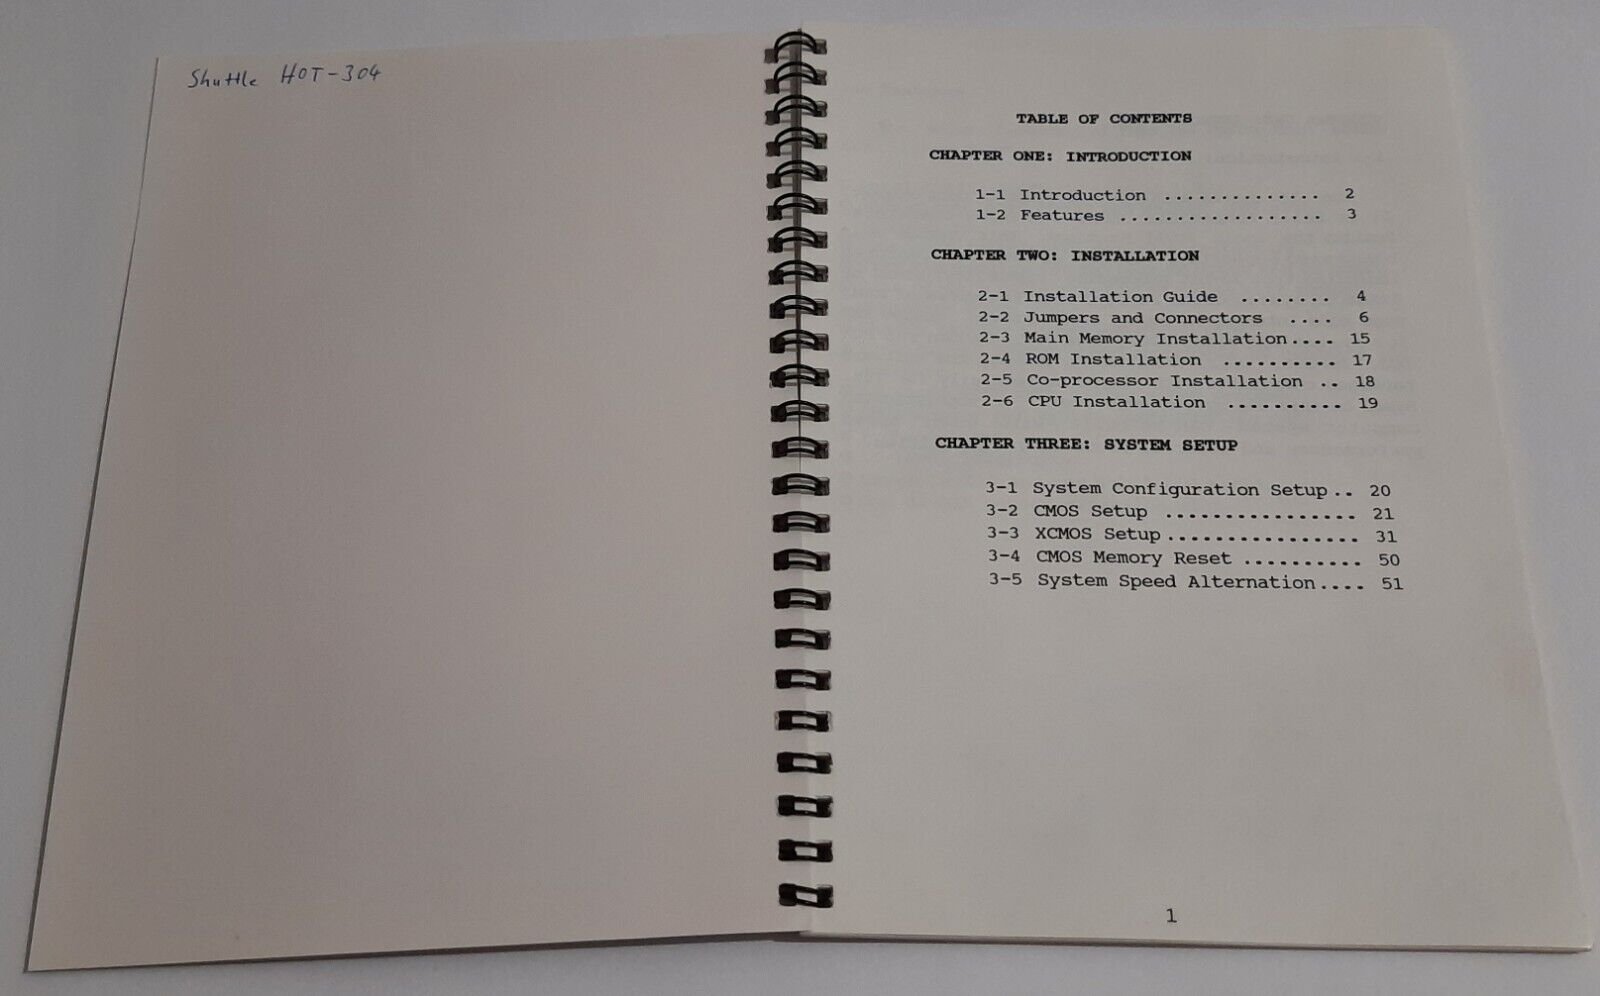 Shuttle HOT-304
TABLE OF CONTENTS
CHAPTER ONE: INTRODUCTION
1-1 Introduction .............. 2
1-2 Features .................. 3
CHAPTER TWO: INSTALLATION
2-1 Installation Guide ........ 4
2-2 Jumpers and Connectors .... 6
2-3 Main Memory Installation.... 15
2-4 ROM Installation .......... 17
2-5 Co-processor Installation .. 18
2-6 CPU Installation .......... 19
CHAPTER THREE: SYSTEM SETUP
3-1 System Configuration Setup.. 20
3-2 CMOS Setup ................ 21
3-3 XCMOS Setup................. 31
3-4 CMOS Memory Reset .......... 50
3-5 System Speed Alternation.... 51
1